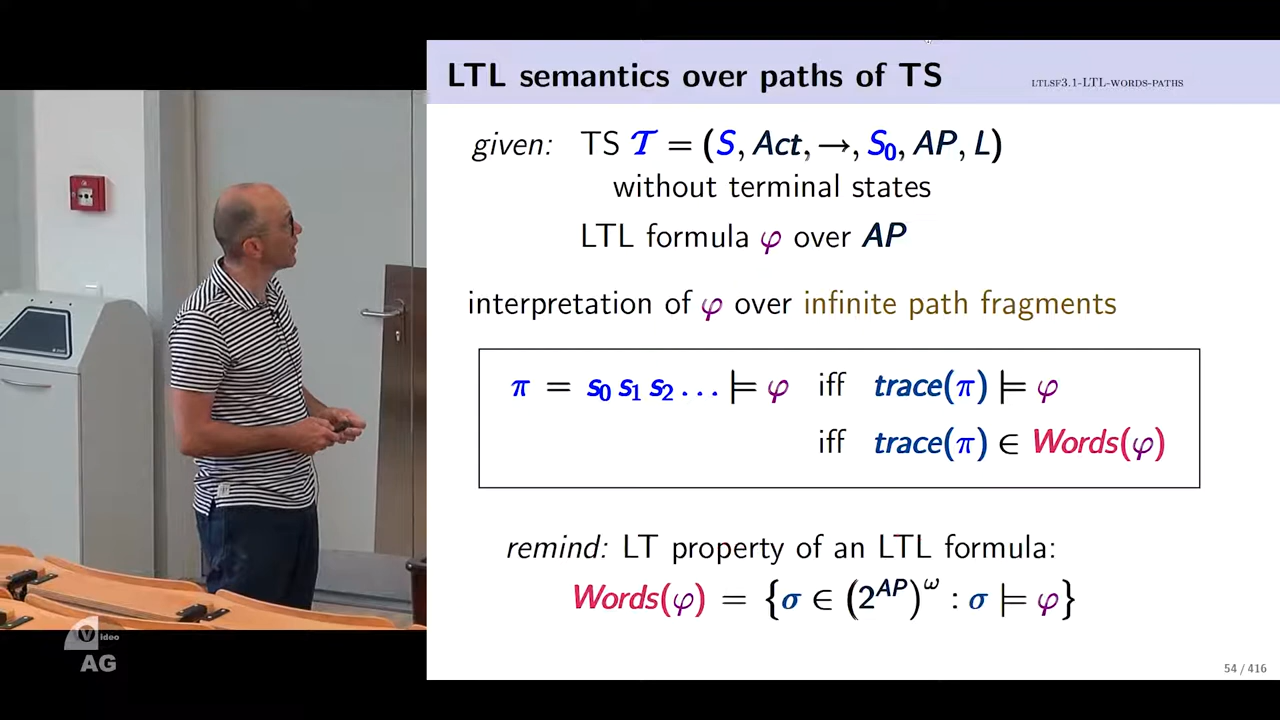 LTL semantics over paths of TS
LTLSF3.1-LTL-WORDS-PATHS
given: TS 𝒯 = (S, Act, →, S₀, AP, L)
without terminal states
LTL formula φ over AP
interpretation of φ over infinite path fragments
π = s₀ s₁ s₂ … ⊨ φ iff trace(π) ⊨ φ
iff trace(π) ∈ Words(φ)
remind: LT property of an LTL formula:
Words(φ) = {σ ∈ (2^AP)^ω : σ ⊨ φ}
54 / 416
Video
AG